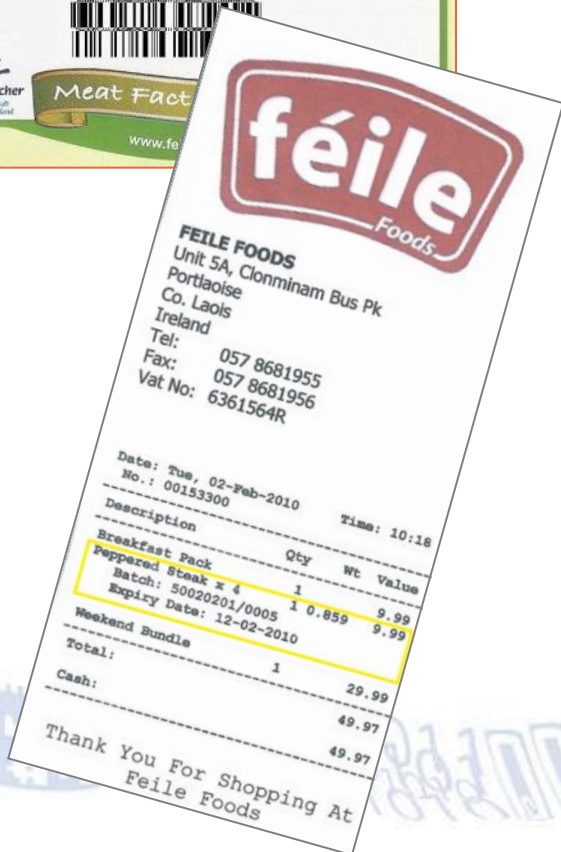 cher
Meat Fact
www.fe
féile
Foods
FEILE FOODS
Unit 5A, Clonminam Bus Pk
Portlaoise
Co. Laois
Ireland
Tel: 057 8681955
Fax: 057 8681956
Vat No: 6361564R
Date: Tue, 02-Feb-2010 Time: 10:18
No.: 00153300
Description Qty Wt Value
Breakfast Pack 1 9.99
Peppered Steak x 4 1 0.859 9.99
Batch: 50020201/0005
Expiry Date: 12-02-2010
Weekend Bundle 1 29.99
Total: 49.97
Cash: 49.97
Thank You For Shopping At
Feile Foods